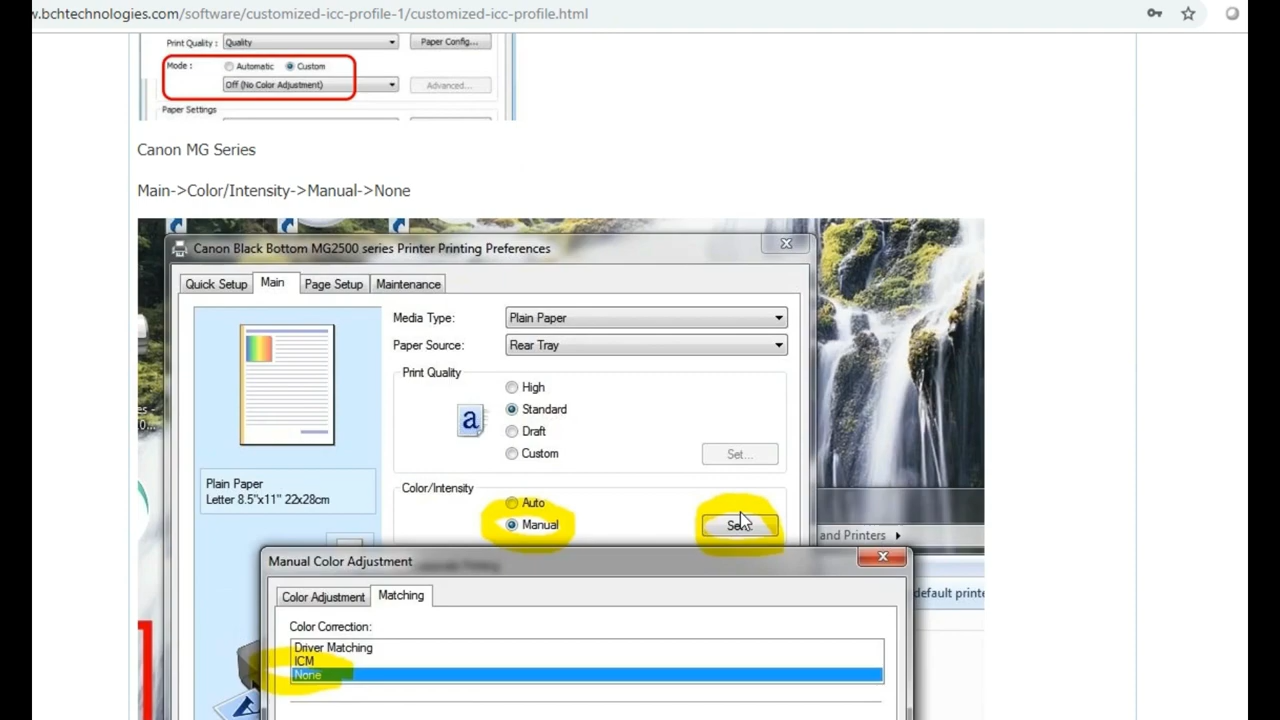 w.bchtechnologies.com/software/customized-icc-profile-1/customized-icc-profile.html
Print Quality : Quality Paper Config...
Mode : Automatic Custom
Off (No Color Adjustment) Advanced...
Paper Settings
Canon MG Series
Main->Color/Intensity->Manual->None
Canon Black Bottom MG2500 series Printer Printing Preferences
Quick Setup Main Page Setup Maintenance
Media Type: Plain Paper
Paper Source: Rear Tray
Print Quality
High
a Standard
Draft
Custom Set...
Plain Paper
Letter 8.5"x11" 22x28cm
Color/Intensity
Auto
Manual
and Printers
Manual Color Adjustment
Color Adjustment Matching
default printe
Color Correction:
Driver Matching
ICM
None